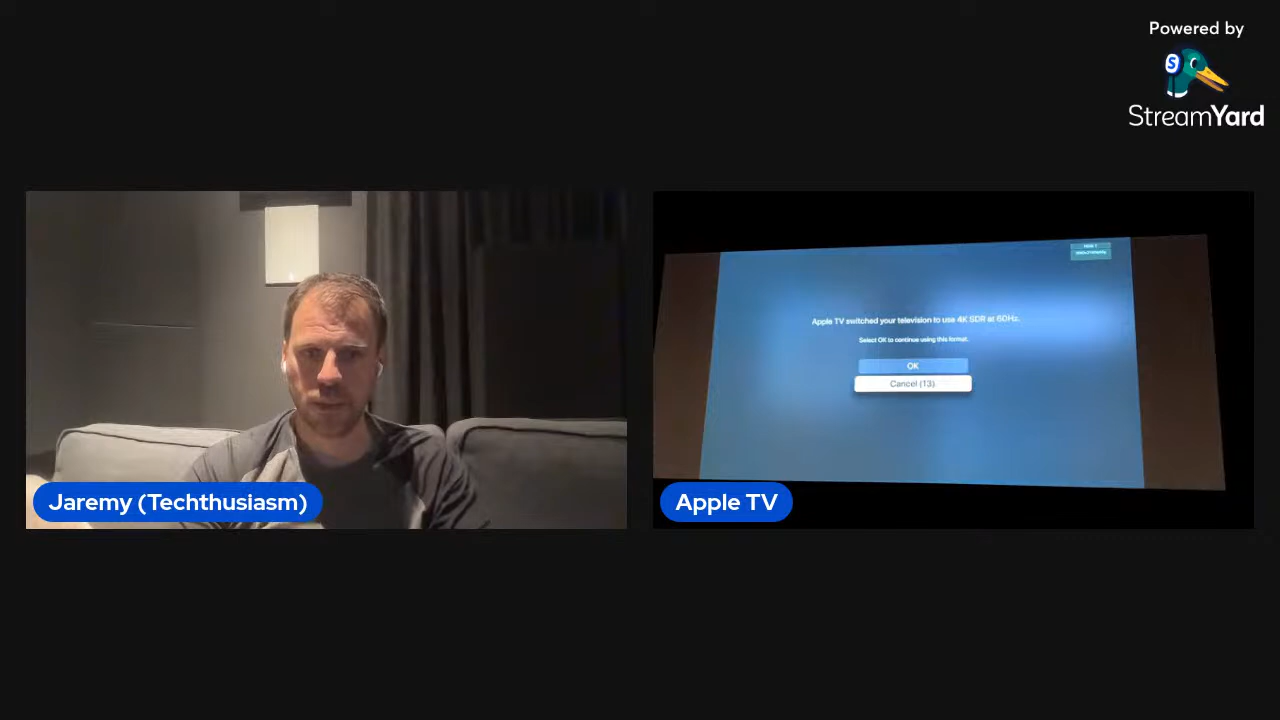 Powered by
S
StreamYard
Apple TV switched your television to use 4K SDR at 60Hz.
Select OK to continue using this format.
OK
Cancel (13)
Jaremy (Techthusiasm)
Apple TV